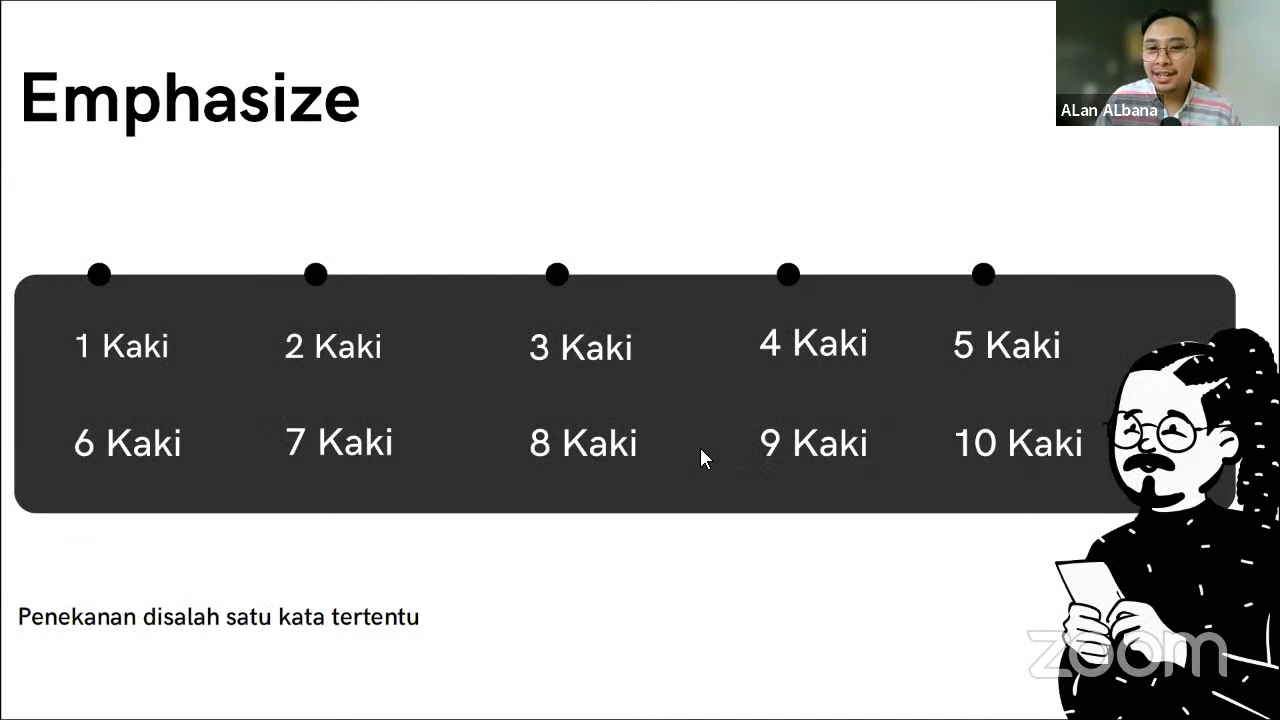 Emphasize
ALan ALbana
1 Kaki 2 Kaki 3 Kaki 4 Kaki 5 Kaki
6 Kaki 7 Kaki 8 Kaki 9 Kaki 10 Kaki
Penekanan disalah satu kata tertentu
zoom